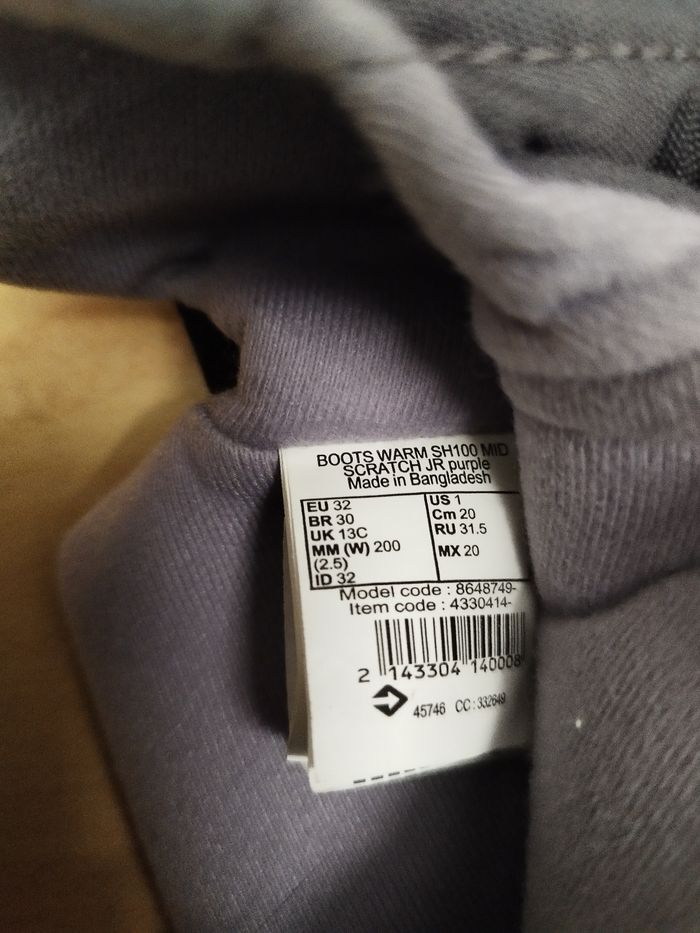 BOOTS WARM SH100 MID
SCRATCH JR purple
Made in Bangladesh
EU 32
BR 30
UK 13C
MM (W) 200
(2.5)
ID 32
US 1
Cm 20
RU 31.5
MX 20
Model code : 8648749-
Item code : 4330414-
2 143304 140008
45746 CC:332649